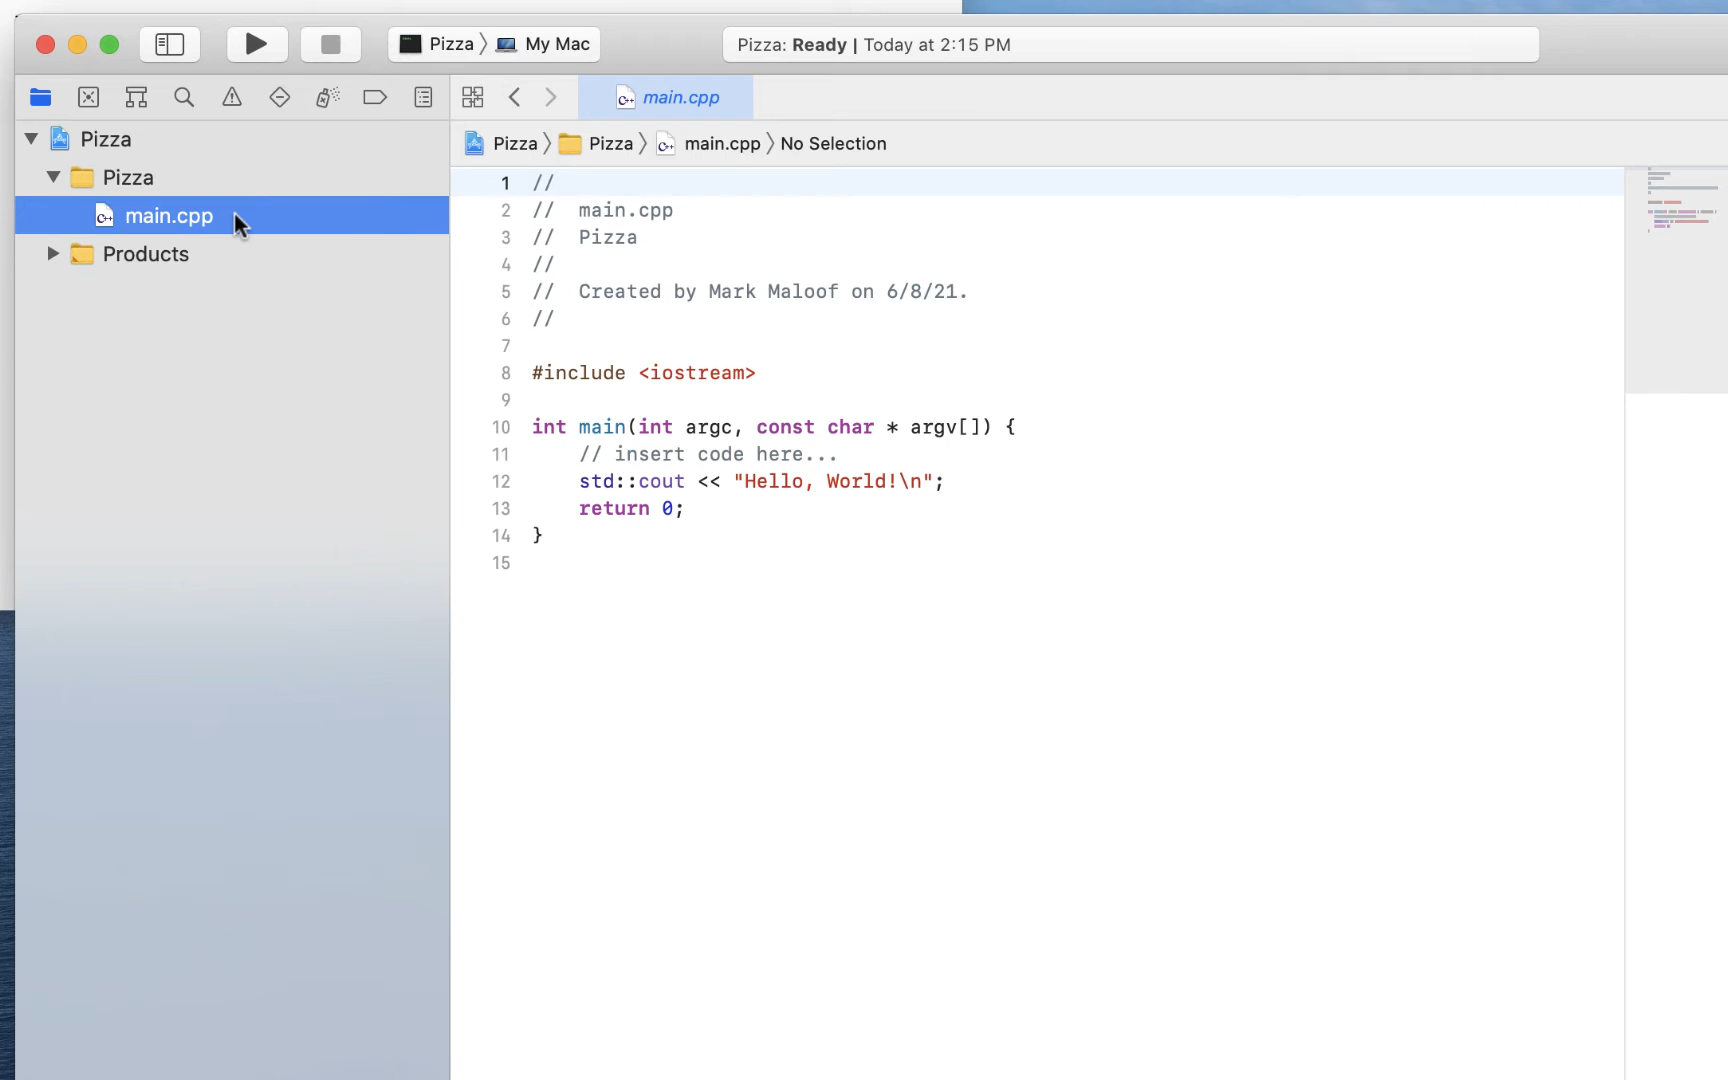 Pizza 〉 My Mac
Pizza: Ready | Today at 2:15 PM
main.cpp
Pizza
Pizza
main.cpp
Products
Pizza 〉 Pizza 〉 main.cpp 〉 No Selection
1 //
2 //  main.cpp
3 //  Pizza
4 //
5 //  Created by Mark Maloof on 6/8/21.
6 //
7
8 #include <iostream>
9
10 int main(int argc, const char * argv[]) {
11     // insert code here...
12     std::cout << "Hello, World!\n";
13     return 0;
14 }
15